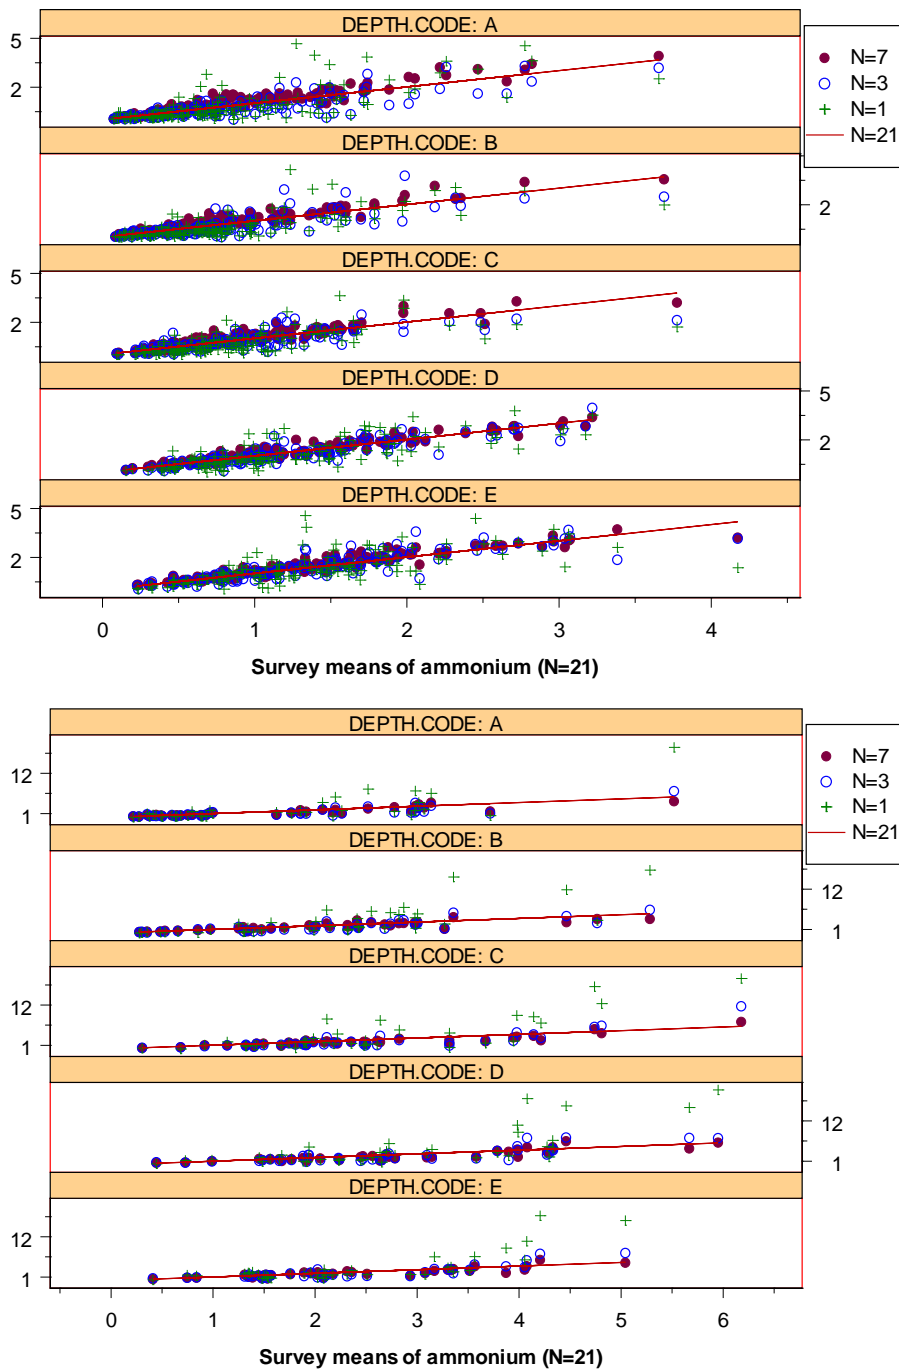 DEPTH.CODE: A
5
2
N=7
N=3
N=1
N=21
DEPTH.CODE: B
2
DEPTH.CODE: C
5
2
DEPTH.CODE: D
5
2
DEPTH.CODE: E
5
2
0 1 2 3 4
Survey means of ammonium (N=21)
DEPTH.CODE: A
12
1
N=7
N=3
N=1
N=21
DEPTH.CODE: B
12
1
DEPTH.CODE: C
12
1
DEPTH.CODE: D
12
1
DEPTH.CODE: E
12
1
0 1 2 3 4 5 6
Survey means of ammonium (N=21)